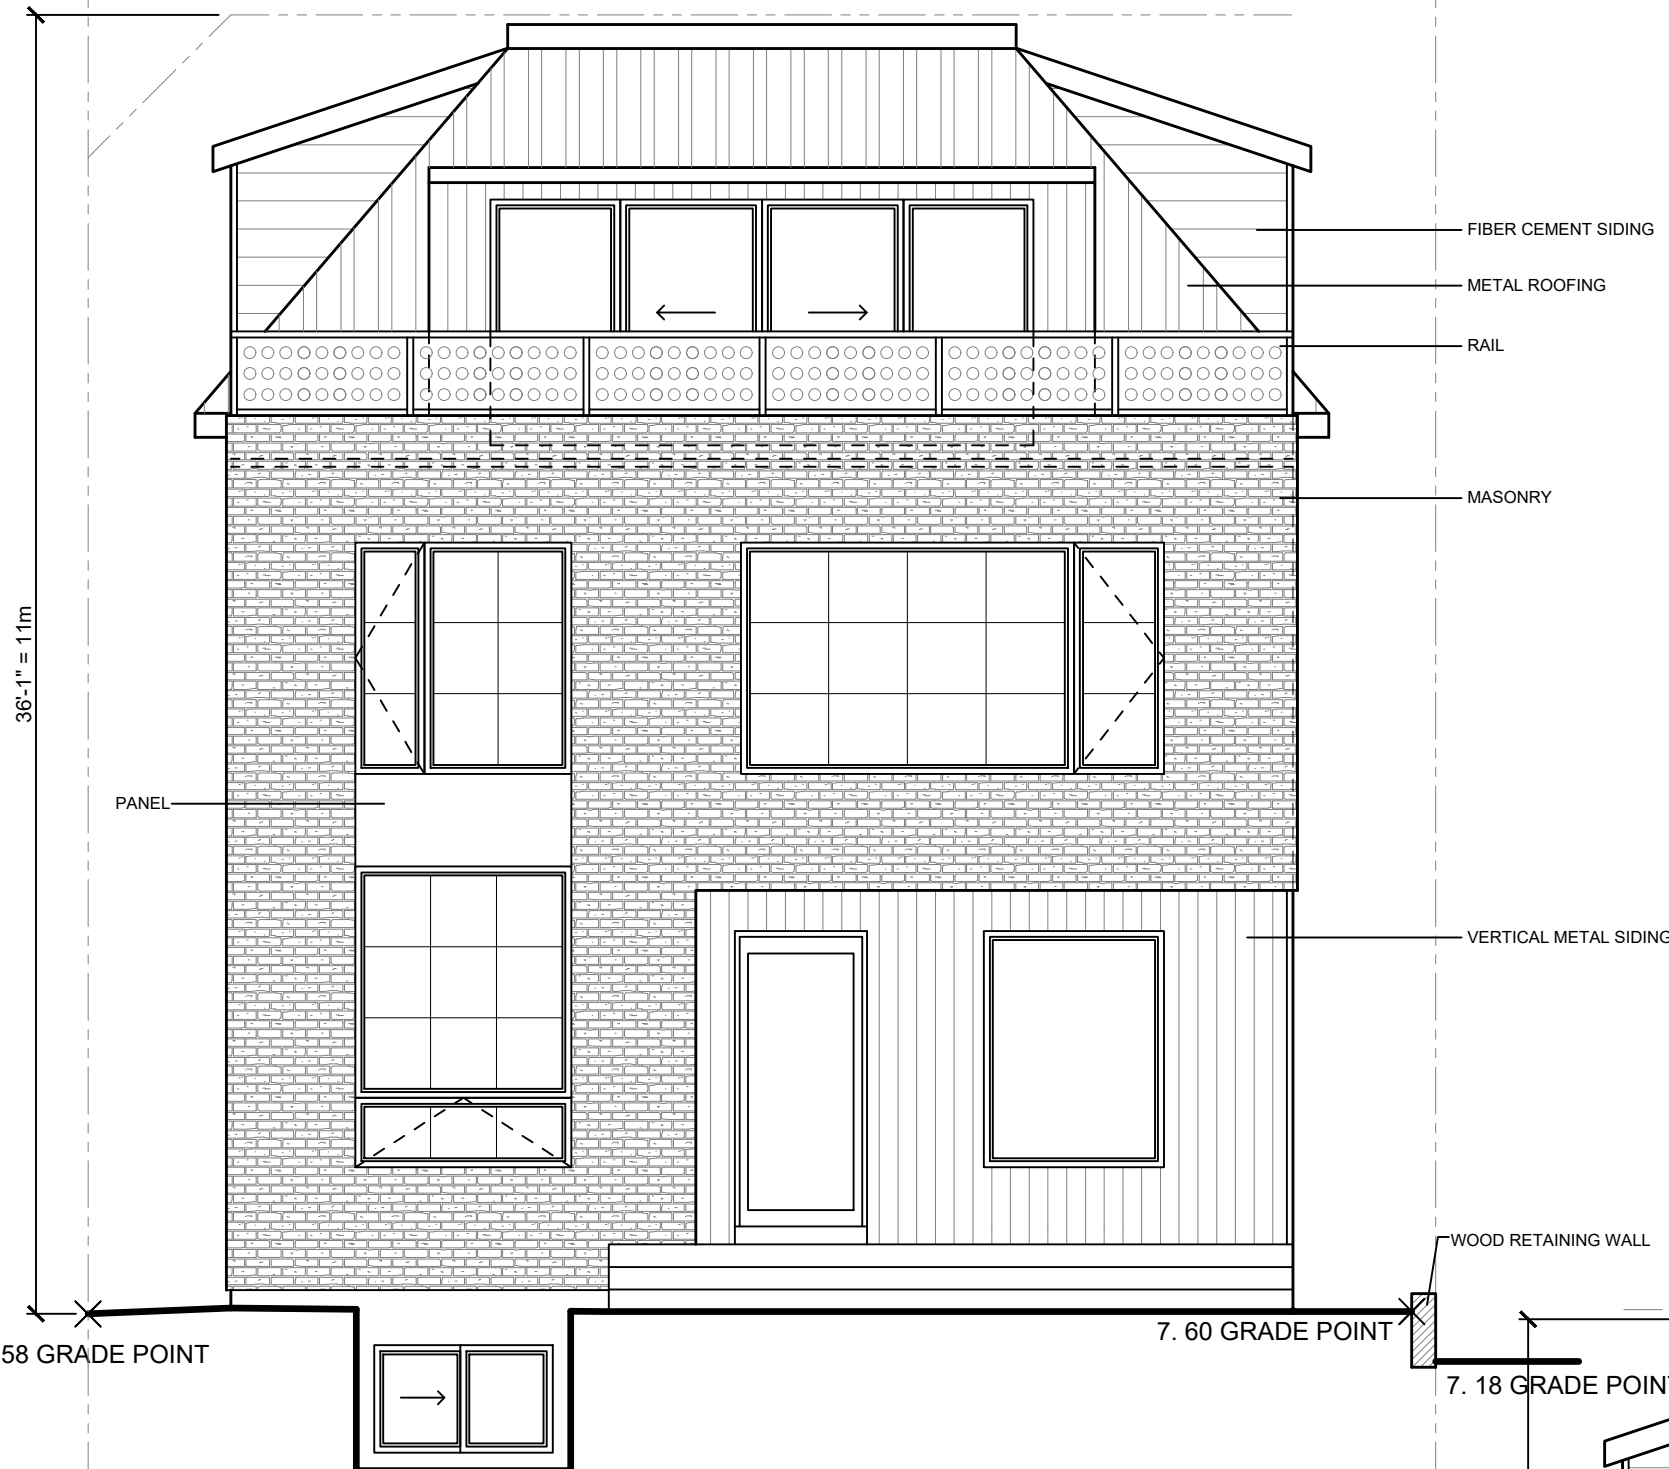 FIBER CEMENT SIDING
METAL ROOFING
RAIL
MASONRY
36'-1" = 11m
PANEL
VERTICAL METAL SIDING
WOOD RETAINING WALL
7. 60 GRADE POINT
58 GRADE POINT
7. 18 GRADE POINT